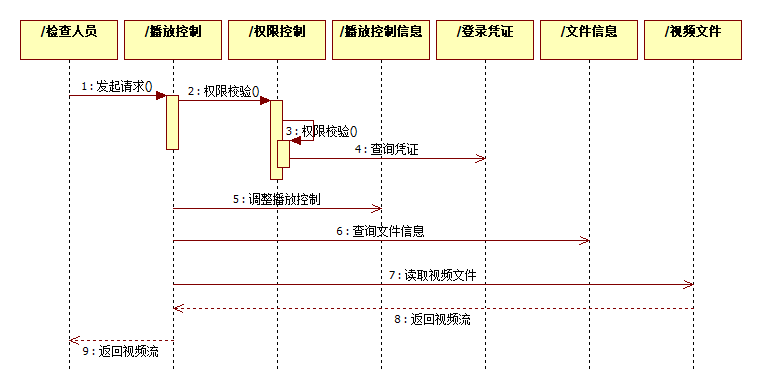 /检查人员
/播放控制
/权限控制
/播放控制信息
/登录凭证
/文件信息
/视频文件
1 : 发起请求()
2 : 权限校验()
3 : 权限校验()
4 : 查询凭证
5 : 调整播放控制
6 : 查询文件信息
7 : 读取视频文件
8 : 返回视频流
9 : 返回视频流